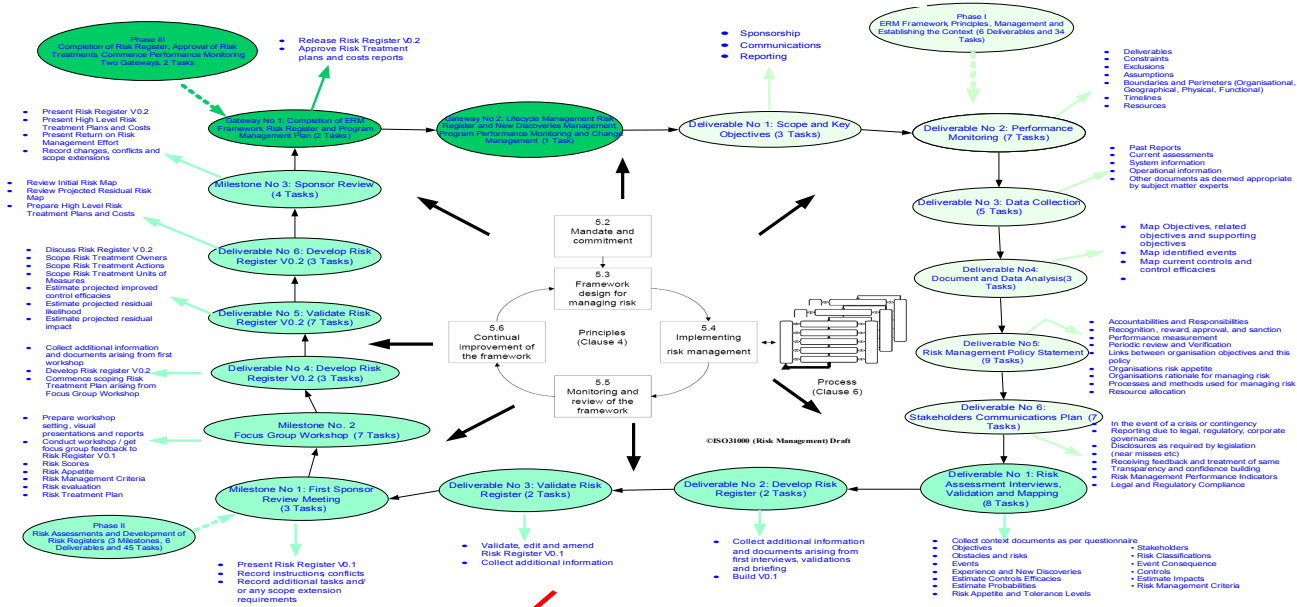 Phase III
Completion of Risk Register, Approval of Risk
Treatments, Commence Performance Monitoring
Two Gateways, 2 Tasks
• Release Risk Register V0.2
• Approve Risk Treatment
plans and costs reports
• Sponsorship
• Communications
• Reporting
Phase I
ERM Framework Principles, Management and
Establishing the Context (6 Deliverables and 34
Tasks)
• Deliverables
• Constraints
• Exclusions
• Assumptions
• Boundaries and Perimeters (Organisational,
Geographical, Physical, Functional)
• Timelines
• Resources
Gateway No 1: Completion of ERM
Framework, Risk Register and Program
Management Plan (2 Tasks)
Gateway No 2: Lifecycle Management Risk
Register and New Discoveries Management,
Program Performance Monitoring and Change
Management (1 Task)
Deliverable No 1: Scope and Key
Objectives (3 Tasks)
Deliverable No 2: Performance
Monitoring (7 Tasks)
• Present Risk Register V0.2
• Present High Level Risk
Treatment Plans and Costs
• Present Return on Risk
Management Effort
• Record changes, conflicts and
scope extensions
Milestone No 3: Sponsor Review
(4 Tasks)
• Past Reports
• Current assessments
• System information
• Operational information
• Other documents as deemed appropriate
by subject matter experts
Deliverable No 3: Data Collection
(5 Tasks)
• Review Initial Risk Map
• Review Projected Residual Risk
Map
• Prepare High Level Risk
Treatment Plans and Costs
Deliverable No 6: Develop Risk
Register V0.2 (3 Tasks)
• Map Objectives, related
objectives and supporting
objectives
• Map identified events
• Map current controls and
control efficacies
•
Deliverable No4:
Document and Data Analysis(3
Tasks)
• Discuss Risk Register V0.2
• Scope Risk Treatment Owners
• Scope Risk Treatment Actions
• Scope Risk Treatment Units of
Measures
• Estimate projected improved
control efficacies
• Estimate projected residual
likelihood
• Estimate projected residual
impact
Deliverable No 5: Validate Risk
Register V0.2 (7 Tasks)
5.2
Mandate and
commitment
5.3
Framework
design for
managing risk
5.6
Continual
improvement of
the framework
Principles
(Clause 4)
5.4
Implementing
risk management
5.5
Monitoring and
review of the
framework
Process
(Clause 6)
©ISO31000 (Risk Management) Draft
• Accountabilities and Responsibilities
• Recognition, reward, approval, and sanction
• Performance measurement
• Periodic review and Verification
• Links between organisation objectives and this
policy
• Organisations risk appetite
• Organisations rationale for managing risk
• Processes and methods used for managing risk
• Resource allocation
Deliverable No5:
Risk Management Policy Statement
(9 Tasks)
• Collect additional information
and documents arising from first
workshop
• Develop Risk register V0.2
• Commence scoping Risk
Treatment Plan arising from
Focus Group Workshop
Deliverable No 4: Develop Risk
Register V0.2 (3 Tasks)
Deliverable No 6:
Stakeholders Communications Plan (7
Tasks)
• In the event of a crisis or contingency
• Reporting due to legal, regulatory, corporate
governance
• Disclosures as required by legislation
• (near misses etc)
• Receiving feedback and treatment of same
• Transparency and confidence building
• Risk Management Performance Indicators
• Legal and Regulatory Compliance
• Prepare workshop
setting, visual
presentations and reports
• Conduct workshop / get
focus group feedback to
Risk Register V0.1
• Risk Scores
• Risk Appetite
• Risk Management Criteria
• Risk evaluation
• Risk Treatment Plan
Milestone No. 2
Focus Group Workshop (7 Tasks)
Milestone No 1: First Sponsor
Review Meeting
(3 Tasks)
Deliverable No 3: Validate Risk
Register (2 Tasks)
Deliverable No 2: Develop Risk
Register (2 Tasks)
Deliverable No 1: Risk
Assessment Interviews,
Validation and Mapping
(8 Tasks)
Phase II
Risk Assessments and Development of
Risk Registers (3 Milestones, 6
Deliverables and 45 Tasks)
• Present Risk Register V0.1
• Record instructions, conflicts
• Record additional tasks and/
or any scope extension
requirements
• Validate, edit and amend
Risk Register V0.1
• Collect additional information
• Collect additional information
and documents arising from
first interviews, validations
and briefing
• Build V0.1
• Collect context documents as per questionnaire
• Objectives
• Obstacles and risks
• Events
• Experience and New Discoveries
• Estimate Controls Efficacies
• Estimate Probabilities
• Risk Appetite and Tolerance Levels
• Stakeholders
• Risk Classifications
• Event Consequence
• Controls
• Estimate Impacts
• Risk Management Criteria